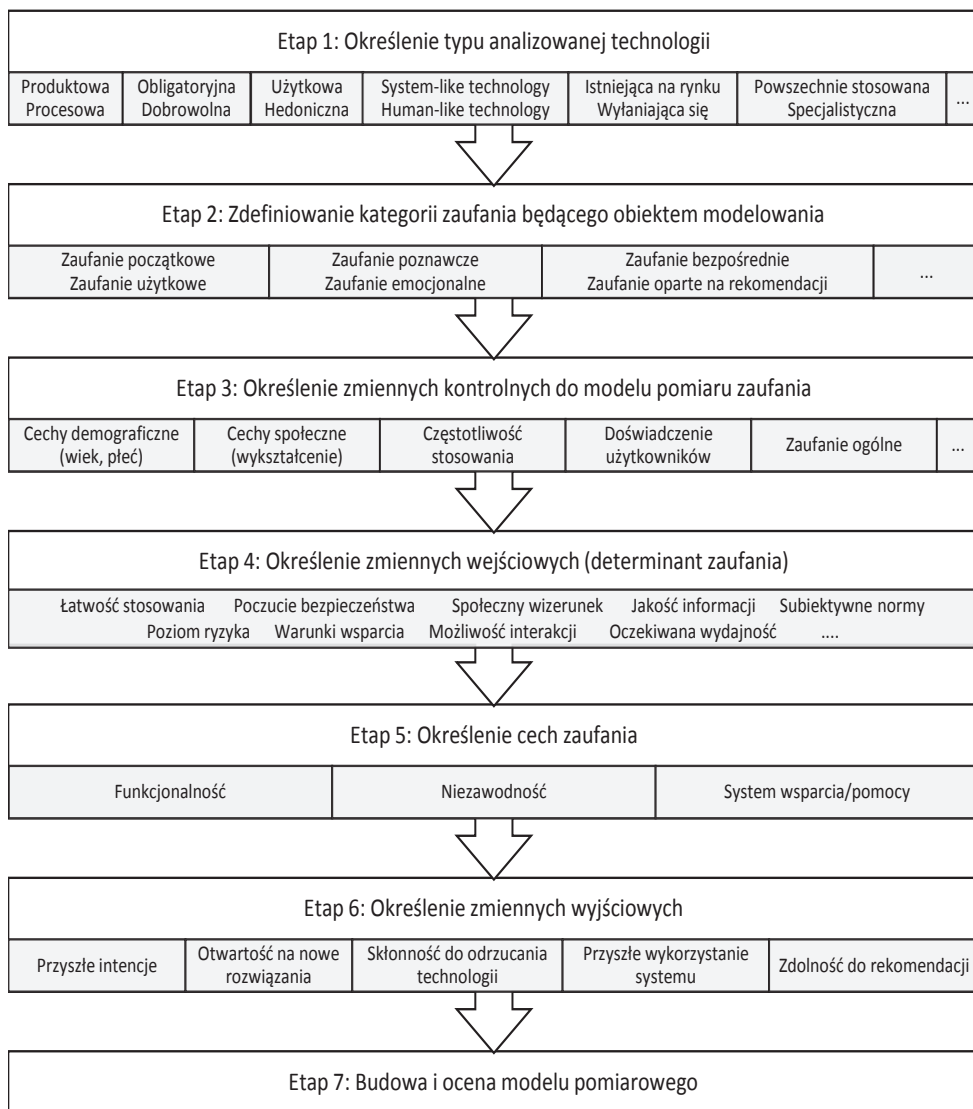 Etap 1: Określenie typu analizowanej technologii
Produktowa Obligatoryjna Użytkowa System-like technology Istniejąca na rynku Powszechnie stosowana ...
Procesowa Dobrowolna Hedoniczna Human-like technology Wyłaniająca się Specjalistyczna
Etap 2: Zdefiniowanie kategorii zaufania będącego obiektem modelowania
Zaufanie początkowe Zaufanie poznawcze Zaufanie bezpośrednie ...
Zaufanie użytkowe Zaufanie emocjonalne Zaufanie oparte na rekomendacji
Etap 3: Określenie zmiennych kontrolnych do modelu pomiaru zaufania
Cechy demograficzne Cechy społeczne Częstotliwość Doświadczenie Zaufanie ogólne ...
(wiek, płeć) (wykształcenie) stosowania użytkowników
Etap 4: Określenie zmiennych wejściowych (determinant zaufania)
Łatwość stosowania Poczucie bezpieczeństwa Społeczny wizerunek Jakość informacji Subiektywne normy
Poziom ryzyka Warunki wsparcia Możliwość interakcji Oczekiwana wydajność ....
Etap 5: Określenie cech zaufania
Funkcjonalność Niezawodność System wsparcia/pomocy
Etap 6: Określenie zmiennych wyjściowych
Przyszłe intencje Otwartość na nowe Skłonność do odrzucania Przyszłe wykorzystanie Zdolność do rekomendacji
rozwiązania technologii systemu
Etap 7: Budowa i ocena modelu pomiarowego